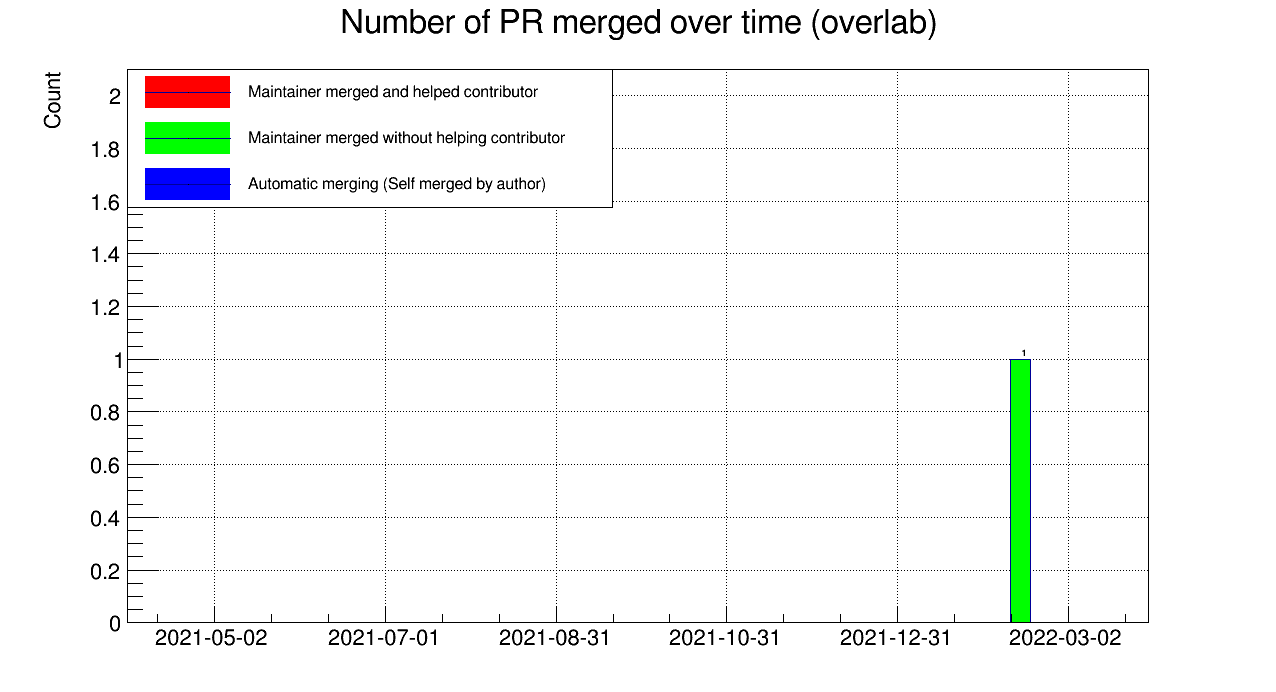 Number of PR merged over time (overlab)
Count
Maintainer merged and helped contributor
Maintainer merged without helping contributor
Automatic merging (Self merged by author)
2
1.8
1.6
1.4
1.2
1
0.8
0.6
0.4
0.2
0
1
2021-05-02 2021-07-01 2021-08-31 2021-10-31 2021-12-31 2022-03-02